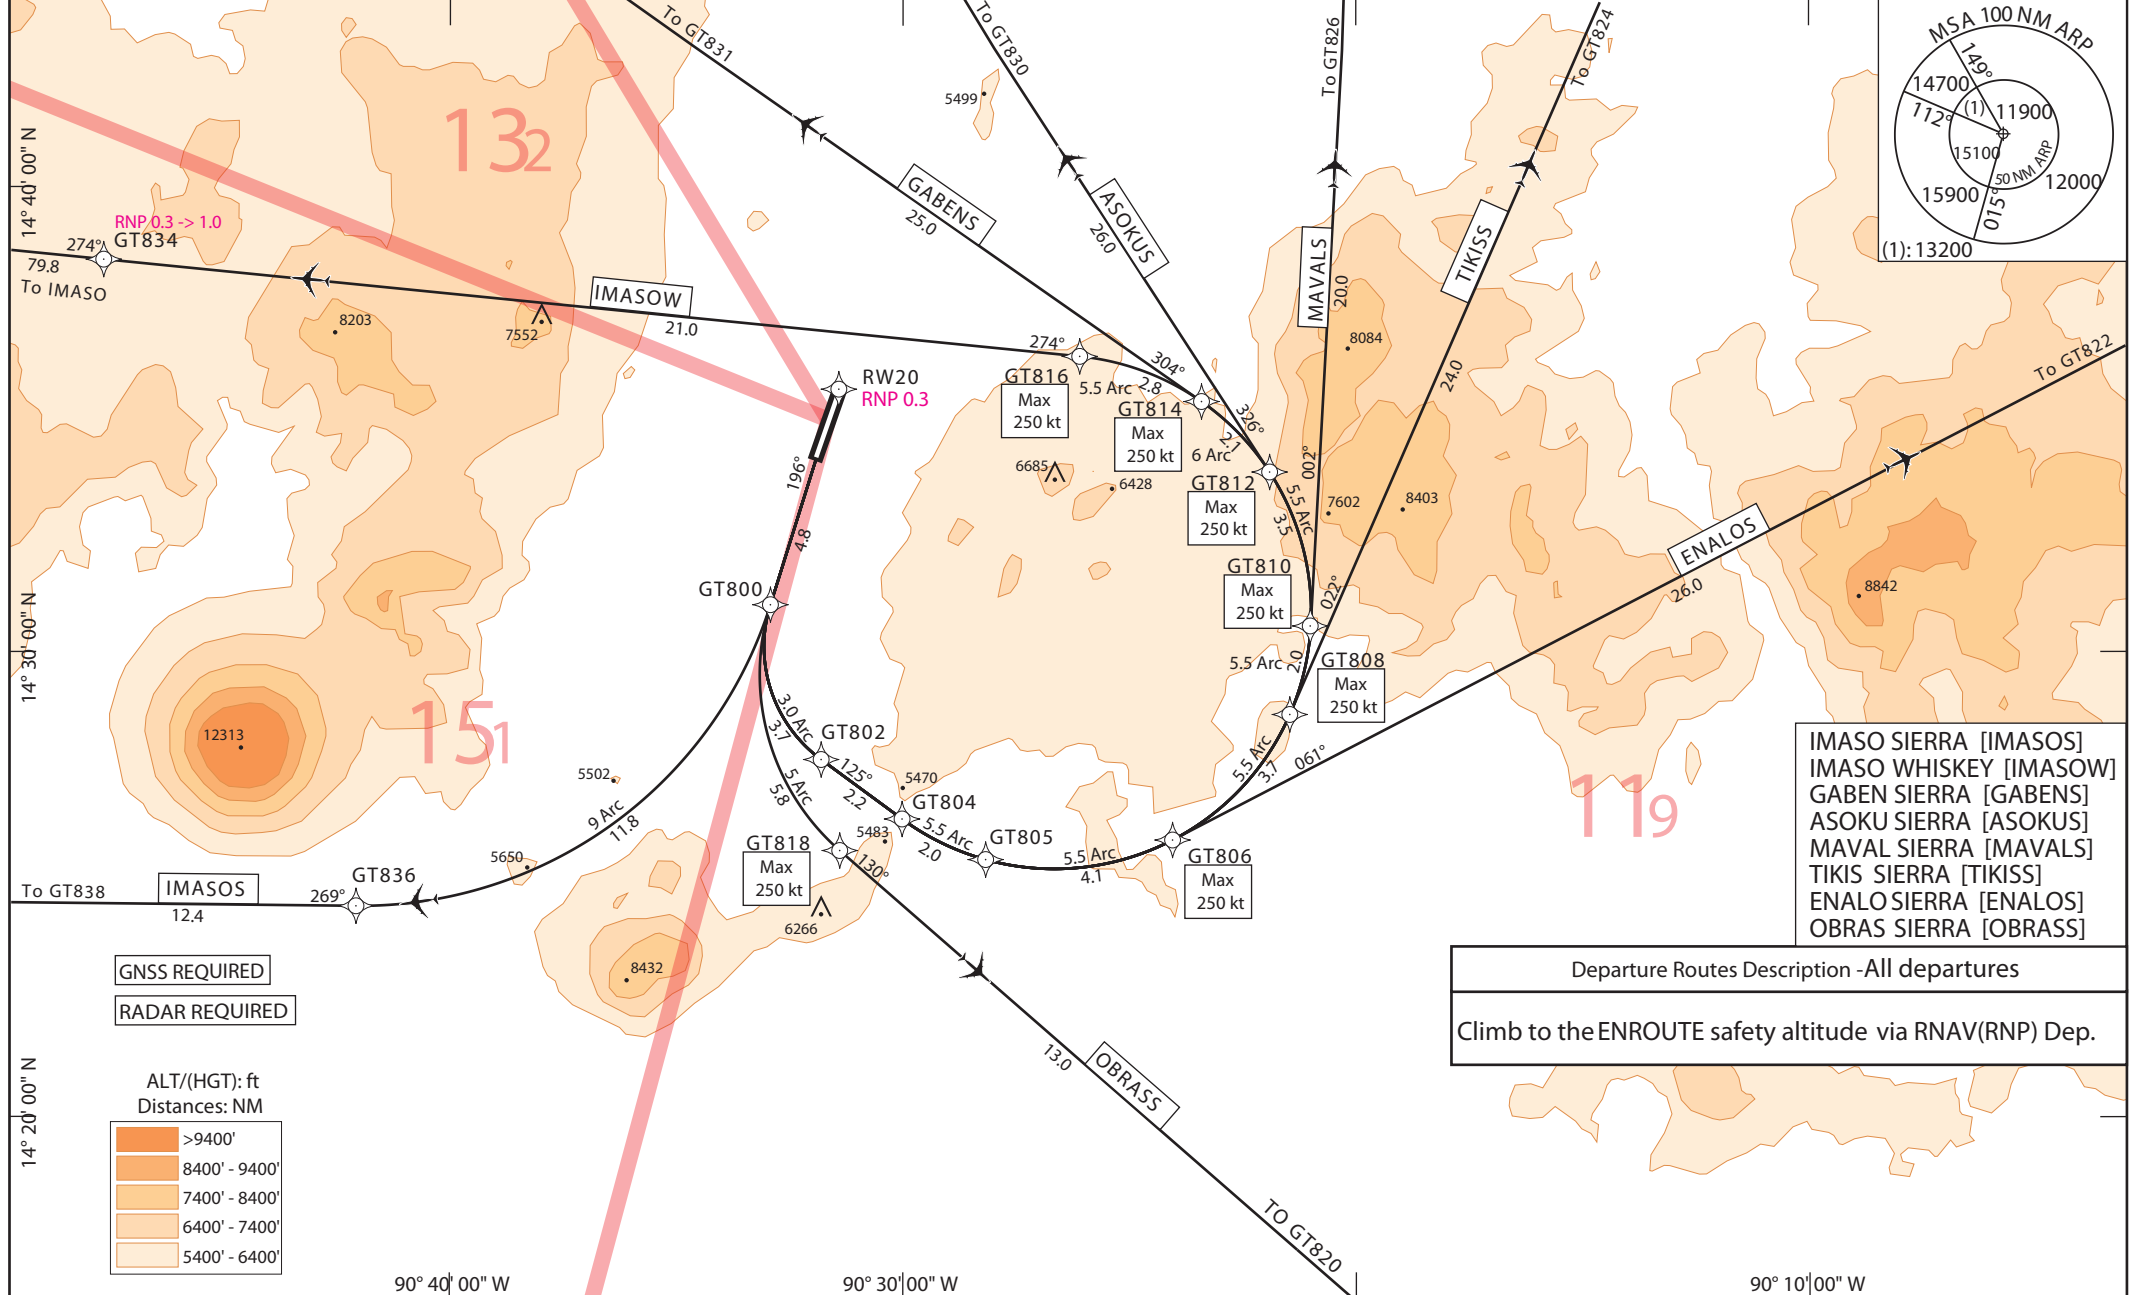 To GT831
To GT830
To GT826
To GT824
MSA 100 NM ARP
149°
14700
(1)
11900
112°
15100
50 NM ARP
15900
12000
015°
(1): 13200
5499
13₂
14° 40' 00" N
RNP 0.3 -> 1.0
GT834
274°
79.8
To IMASO
GABENS
25.0
ASOKUS
26.0
MAVALS
20.0
TIKISS
24.0
IMASOW
21.0
8203
7552
8084
To GT822
274°
304°
GT816
Max
250 kt
5.5 Arc
2.8
GT814
Max
250 kt
326°
2.1
6 Arc
RW20
RNP 0.3
196°
4.8
6685
6428
GT812
Max
250 kt
5.5 Arc
3.5
002°
7602
8403
ENALOS
26.0
8842
GT800
GT810
Max
250 kt
022°
14° 30' 00" N
5.5 Arc
2.0
GT808
Max
250 kt
12313
15₁
3.0 Arc
3.7
GT802
125°
2.2
5 Arc
5.8
5502
9 Arc
11.8
5470
GT804
5.5 Arc
2.0
GT805
5.5 Arc
3.7
061°
11₉
5.5 Arc
4.1
GT806
Max
250 kt
5483
GT818
Max
250 kt
130°
5650
To GT838
IMASOS
12.4
269°
GT836
6266
8432
IMASO SIERRA [IMASOS]
IMASO WHISKEY [IMASOW]
GABEN SIERRA [GABENS]
ASOKU SIERRA [ASOKUS]
MAVAL SIERRA [MAVALS]
TIKIS SIERRA [TIKISS]
ENALO SIERRA [ENALOS]
OBRAS SIERRA [OBRASS]
Departure Routes Description -All departures
Climb to the ENROUTE safety altitude via RNAV(RNP) Dep.
GNSS REQUIRED
RADAR REQUIRED
13.0
OBRASS
TO GT820
14° 20' 00" N
ALT/(HGT): ft
Distances: NM
>9400'
8400' - 9400'
7400' - 8400'
6400' - 7400'
5400' - 6400'
90° 40' 00" W
90° 30' 00" W
90° 10' 00" W